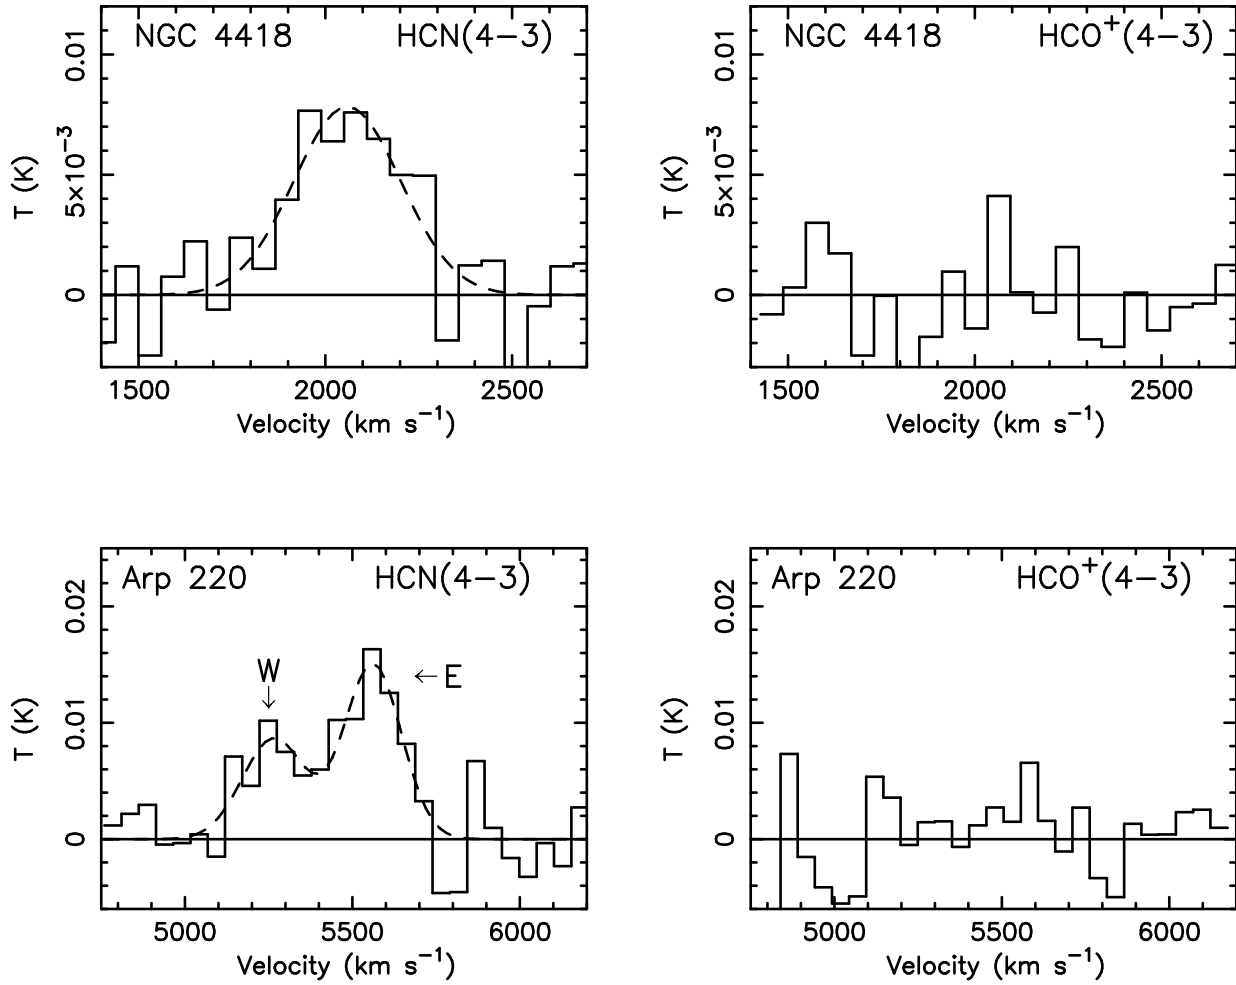 NGC 4418 HCN(4−3)
T (K)
0.01
5×10⁻³
0
1500 2000 2500
Velocity (km s⁻¹)
NGC 4418 HCO⁺(4−3)
T (K)
0.01
5×10⁻³
0
1500 2000 2500
Velocity (km s⁻¹)
Arp 220 HCN(4−3)
T (K)
0.02
0.01
0
W
← E
↓
5000 5500 6000
Velocity (km s⁻¹)
Arp 220 HCO⁺(4−3)
T (K)
0.02
0.01
0
5000 5500 6000
Velocity (km s⁻¹)